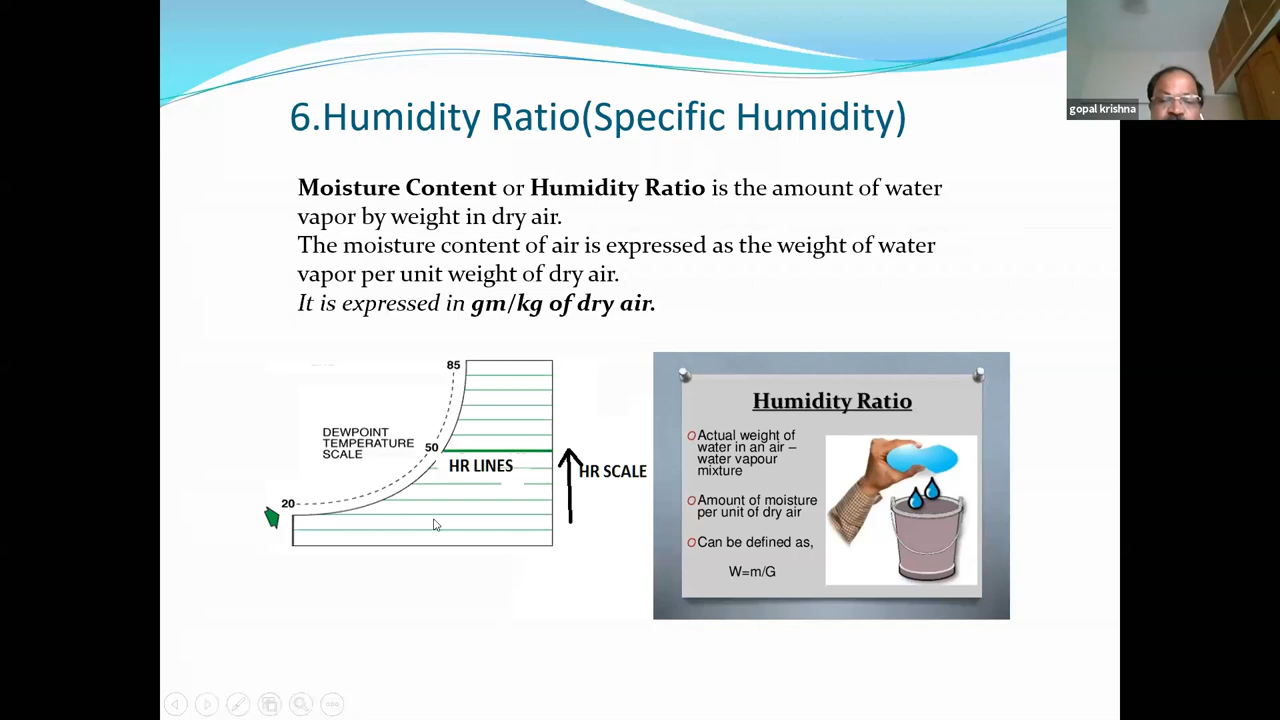 gopal krishna
6.Humidity Ratio(Specific Humidity)
Moisture Content or Humidity Ratio is the amount of water
vapor by weight in dry air.
The moisture content of air is expressed as the weight of water
vapor per unit weight of dry air.
It is expressed in gm/kg of dry air.
85
DEWPOINT
TEMPERATURE
SCALE
50
HR LINES
HR SCALE
20
Humidity Ratio
O Actual weight of
water in an air –
water vapour
mixture
O Amount of moisture
per unit of dry air
O Can be defined as,
W=m/G